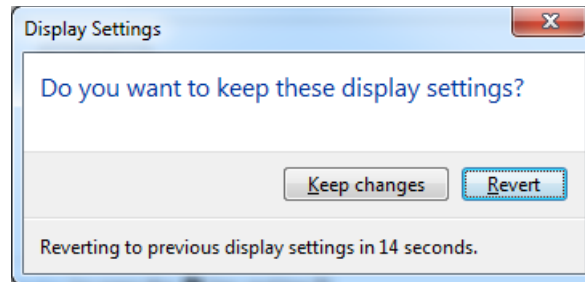 Display Settings
Do you want to keep these display settings?
Keep changes
Revert
Reverting to previous display settings in 14 seconds.